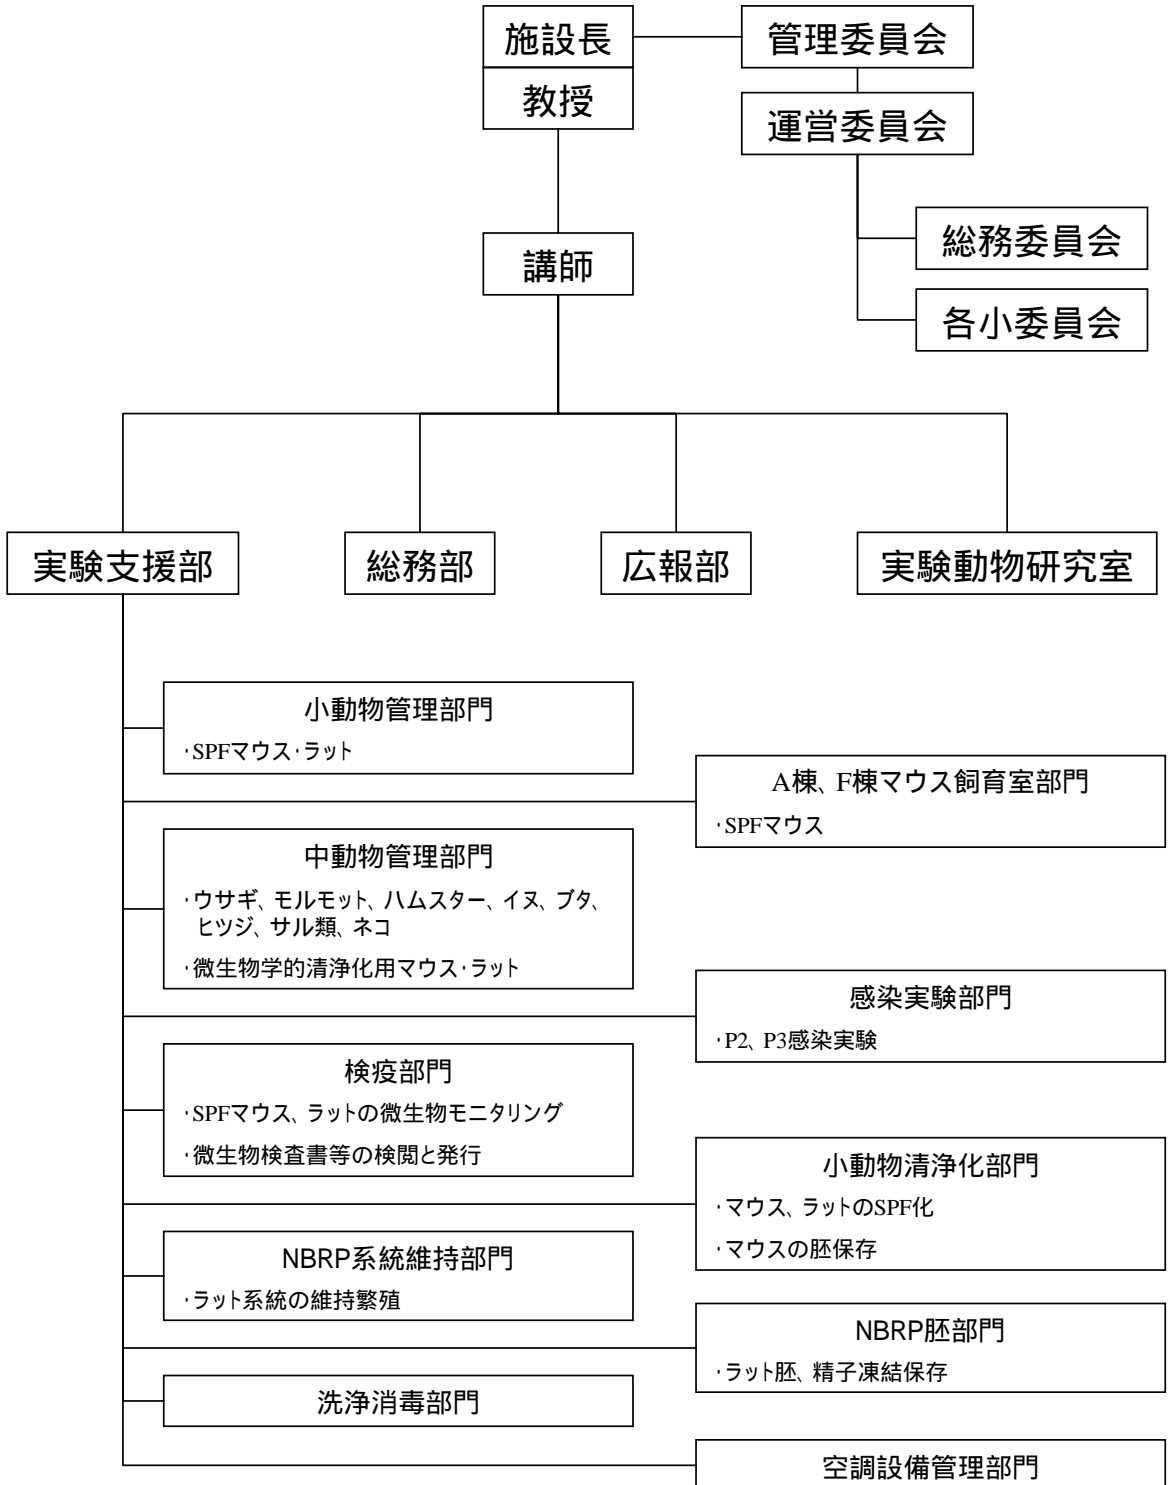 施設長
管理委員会
教授
運営委員会
講師
総務委員会
各小委員会
実験支援部
総務部
広報部
実験動物研究室
小動物管理部門
・SPFマウス・ラット
A棟、F棟マウス飼育室部門
・SPFマウス
中動物管理部門
・ウサギ、モルモット、ハムスター、イヌ、ブタ、
ヒツジ、サル類、ネコ
・微生物学的清浄化用マウス・ラット
感染実験部門
・P2、P3感染実験
検疫部門
・SPFマウス、ラットの微生物モニタリング
・微生物検査書等の検閲と発行
小動物清浄化部門
・マウス、ラットのSPF化
・マウスの胚保存
NBRP系統維持部門
・ラット系統の維持繁殖
NBRP胚部門
・ラット胚、精子凍結保存
洗浄消毒部門
空調設備管理部門